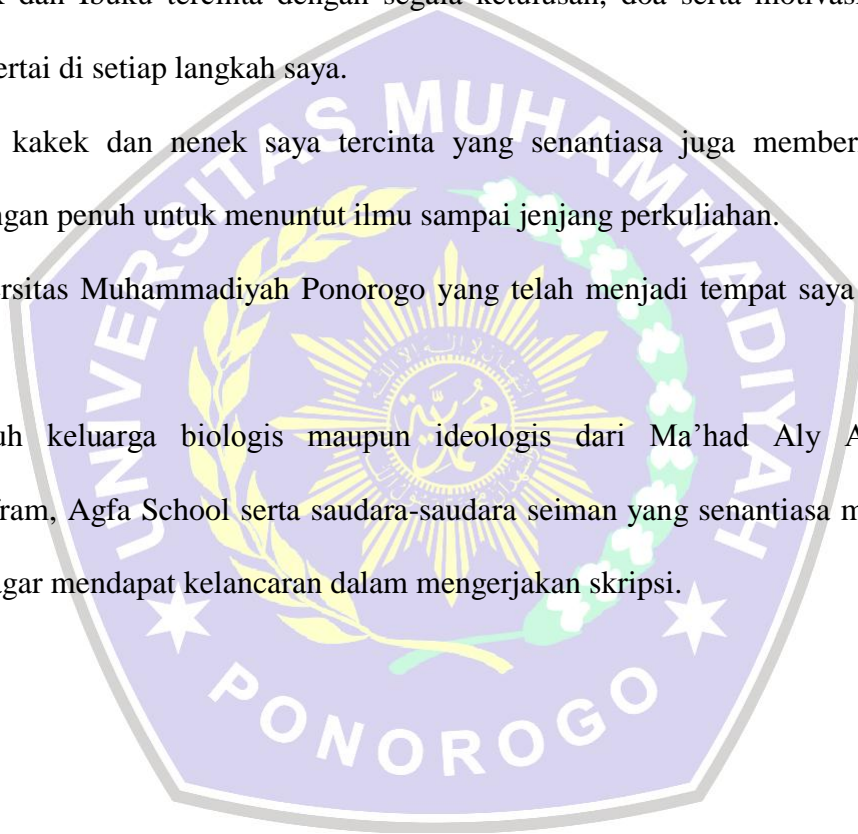 dan Ibuku tercinta dengan segala ketulusan, doa serta motivas
ertai di setiap langkah saya.
kakek dan nenek saya tercinta yang senantiasa juga member
ngan penuh untuk menuntut ilmu sampai jenjang perkuliahan.
rsitas Muhammadiyah Ponorogo yang telah menjadi tempat saya
uh keluarga biologis maupun ideologis dari Ma’had Aly A
ram, Agfa School serta saudara-saudara seiman yang senantiasa m
agar mendapat kelancaran dalam mengerjakan skripsi.
UNIVERSITAS MUHAMMADIYAH
PONOROGO